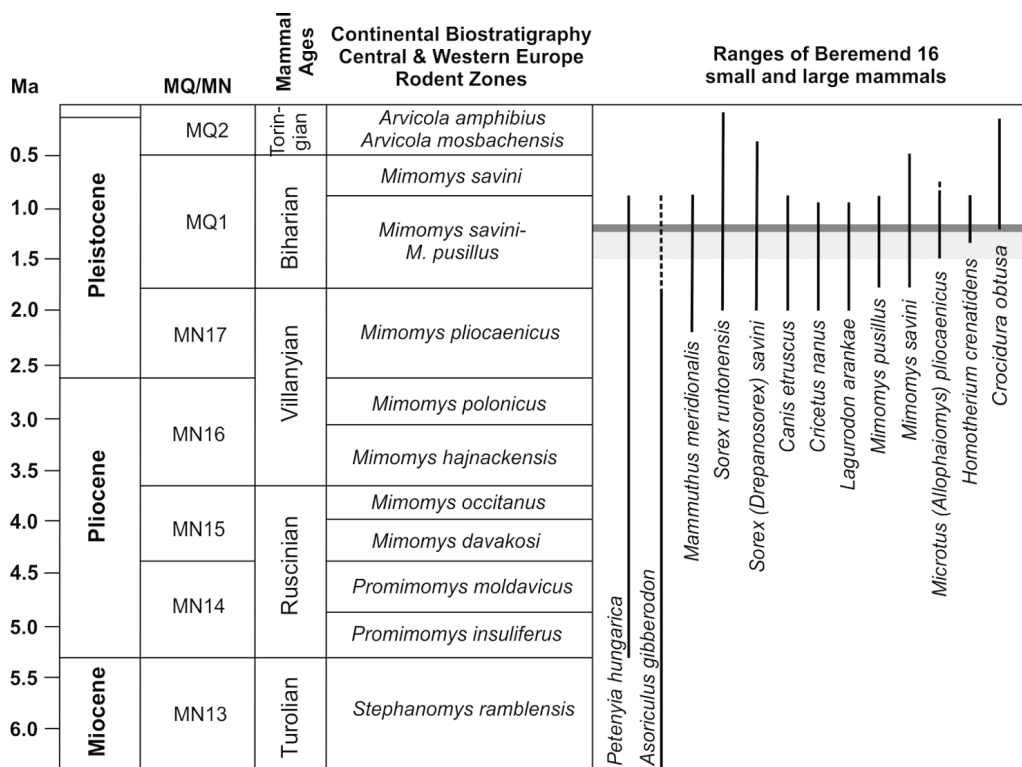 Ma
MQ/MN
Mammal
Ages
Continental Biostratigraphy
Central & Western Europe
Rodent Zones
Ranges of Beremend 16
small and large mammals
0.5
1.0
1.5
2.0
2.5
3.0
3.5
4.0
4.5
5.0
5.5
6.0
Pleistocene
Pliocene
Miocene
MQ2
MQ1
MN17
MN16
MN15
MN14
MN13
Torin-
gian
Biharian
Villanyian
Ruscinian
Turolian
Arvicola amphibius
Arvicola mosbachensis
Mimomys savini
Mimomys savini-
M. pusillus
Mimomys pliocaenicus
Mimomys polonicus
Mimomys hajnackensis
Mimomys occitanus
Mimomys davakosi
Promimomys moldavicus
Promimomys insuliferus
Stephanomys ramblensis
Petenyia hungarica
Asoriculus gibberodon
Mammuthus meridionalis
Sorex runtonensis
Sorex (Drepanosorex) savini
Canis etruscus
Cricetus nanus
Lagurodon arankae
Mimomys pusillus
Mimomys savini
Microtus (Allophaiomys) pliocaenicus
Homotherium crenatidens
Crocidura obtusa